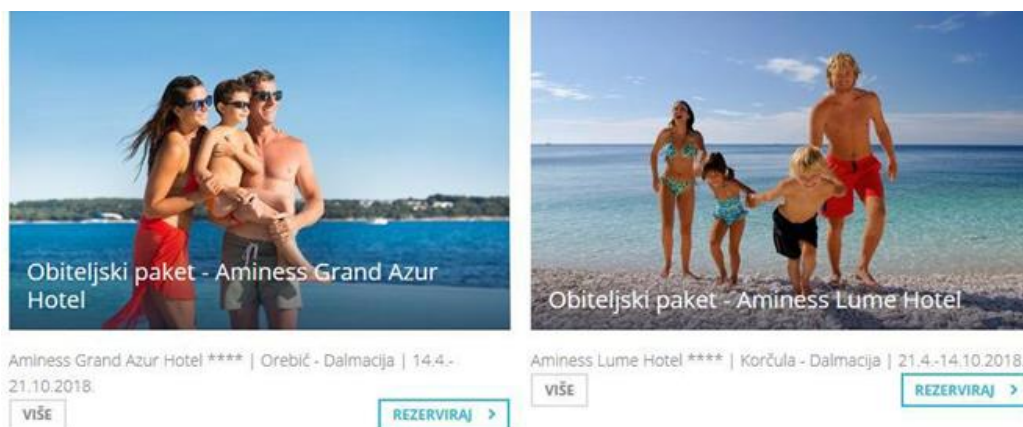 Obiteljski paket - Aminess Grand Azur
Hotel
Aminess Grand Azur Hotel **** | Orebić - Dalmacija | 14.4.-
21.10.2018.
VIŠE
REZERVIRAJ >
Obiteljski paket - Aminess Lume Hotel
Aminess Lume Hotel **** | Korčula - Dalmacija | 21.4.-14.10.2018.
VIŠE
REZERVIRAJ >